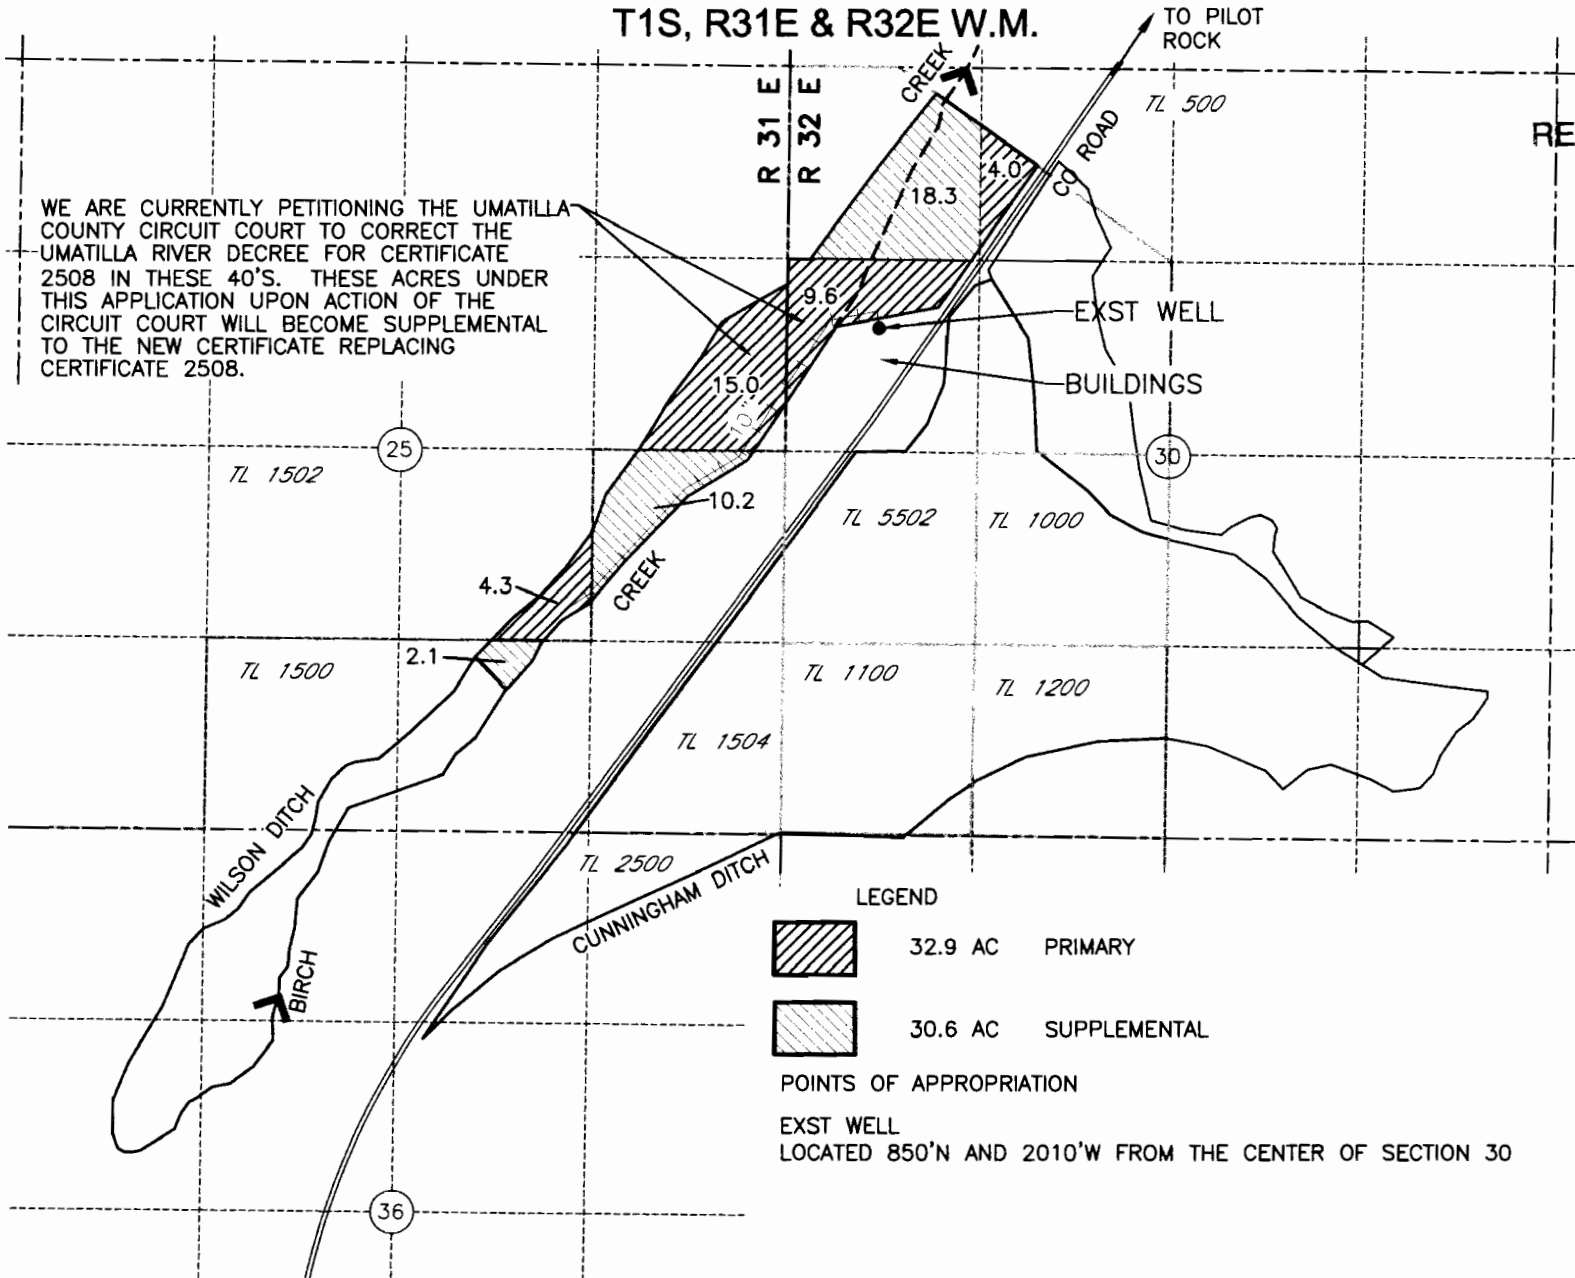 T1S, R31E & R32E W.M.
TO PILOT
ROCK
CREEK
R 31 E
R 32 E
TL 500
RE
CO ROAD
4.0
18.3
WE ARE CURRENTLY PETITIONING THE UMATILLA
COUNTY CIRCUIT COURT TO CORRECT THE
UMATILLA RIVER DECREE FOR CERTIFICATE
2508 IN THESE 40'S. THESE ACRES UNDER
THIS APPLICATION UPON ACTION OF THE
CIRCUIT COURT WILL BECOME SUPPLEMENTAL
TO THE NEW CERTIFICATE REPLACING
CERTIFICATE 2508.
9.6
EXST WELL
15.0
BUILDINGS
10"
25
30
TL 1502
10.2
TL 5502
TL 1000
4.3
CREEK
2.1
TL 1500
TL 1100
TL 1200
TL 1504
WILSON DITCH
TL 2500
CUNNINGHAM DITCH
BIRCH
LEGEND
32.9 AC PRIMARY
30.6 AC SUPPLEMENTAL
POINTS OF APPROPRIATION
EXST WELL
LOCATED 850'N AND 2010'W FROM THE CENTER OF SECTION 30
36